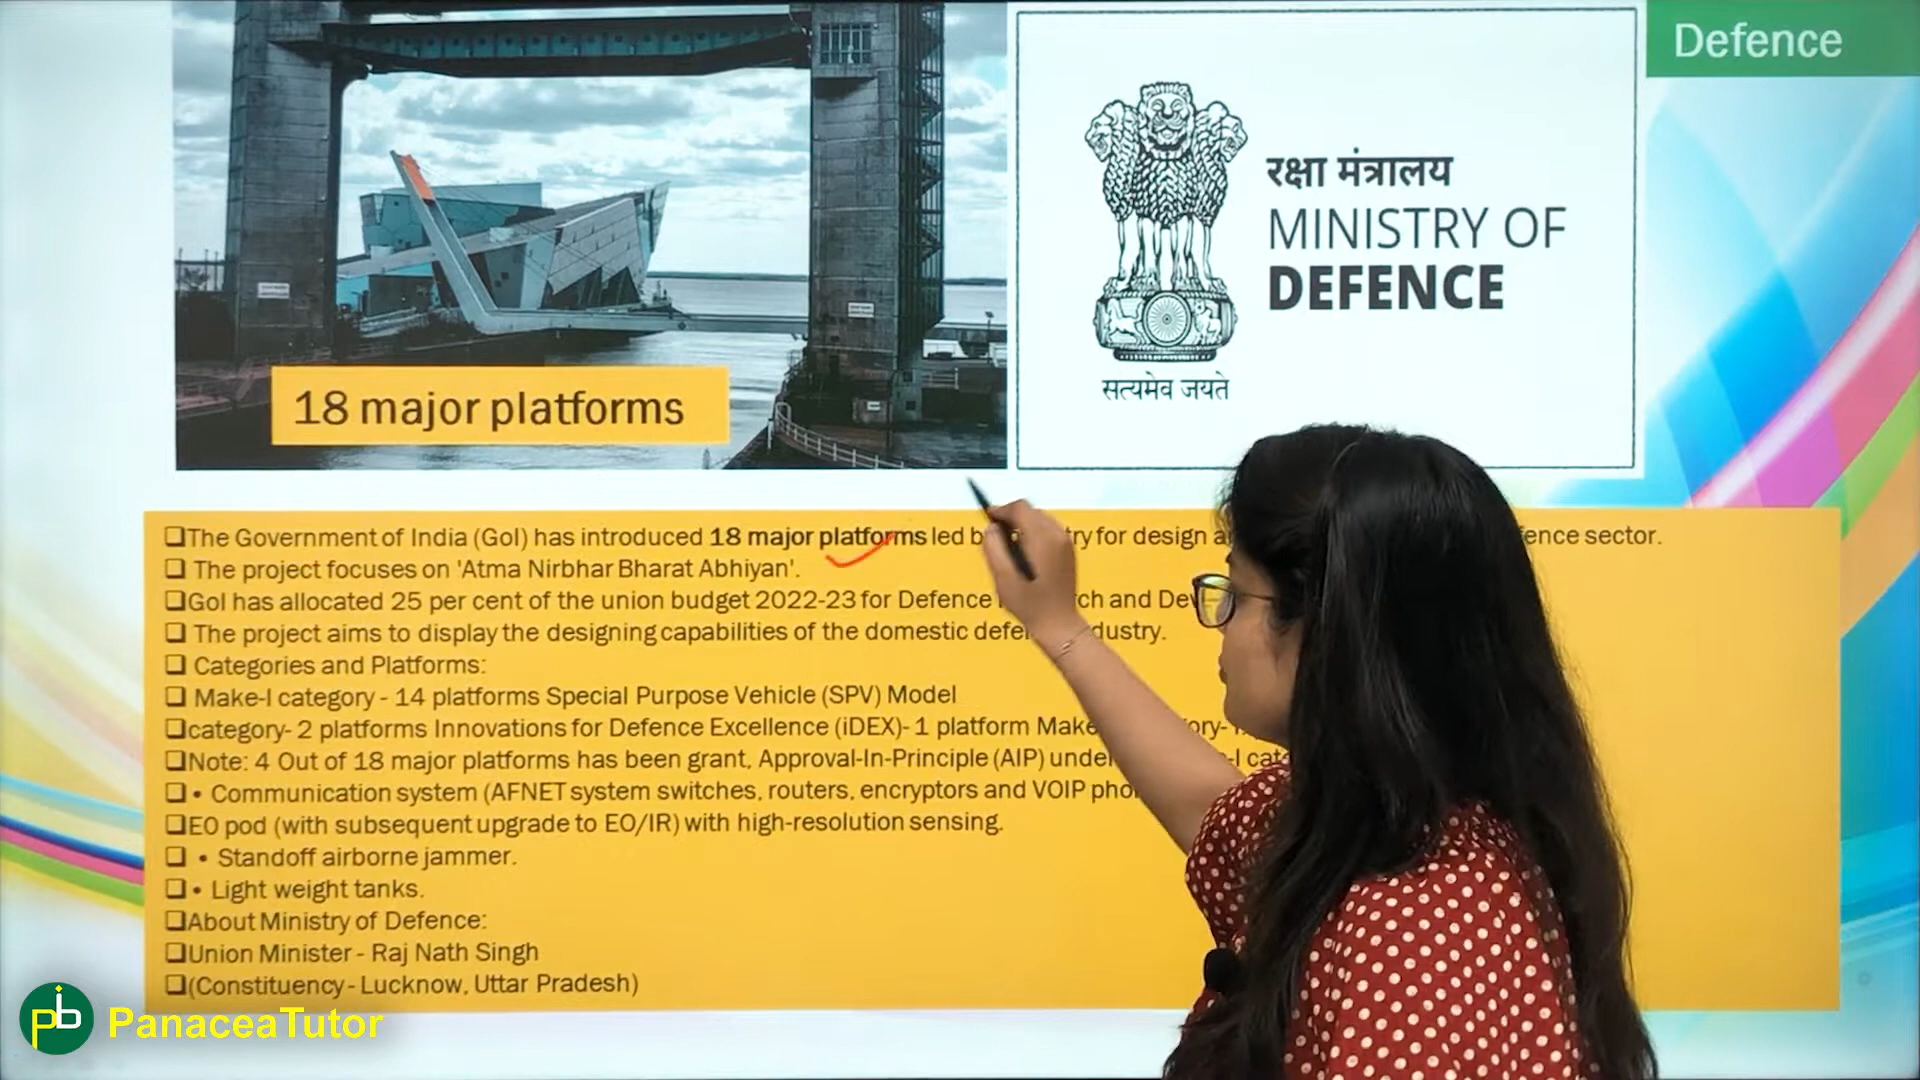 Defence
रक्षा मंत्रालय
MINISTRY OF
DEFENCE
सत्यमेव जयते
18 major platforms
❑The Government of India (GoI) has introduced 18 major platforms led for design fence sector.
❑ The project focuses on 'Atma Nirbhar Bharat Abhiyan'.
❑GoI has allocated 25 per cent of the union budget 2022-23 for Defence and
❑ The project aims to display the designing capabilities of the domestic
❑ Categories and Platforms:
❑ Make-I category - 14 platforms Special Purpose Vehicle (SPV) Model
❑category- 2 platforms Innovations for Defence Excellence (iDEX)- 1 platform Make
❑Note: 4 Out of 18 major platforms has been grant, Approval-In-Principle (AIP) under
❑• Communication system (AFNET system switches, routers, encryptors and VOIP
❑EO pod (with subsequent upgrade to EO/IR) with high-resolution sensing.
❑ • Standoff airborne jammer.
❑• Light weight tanks.
❑About Ministry of Defence:
❑Union Minister - Raj Nath Singh
❑(Constituency - Lucknow, Uttar Pradesh)
PanaceaTutor